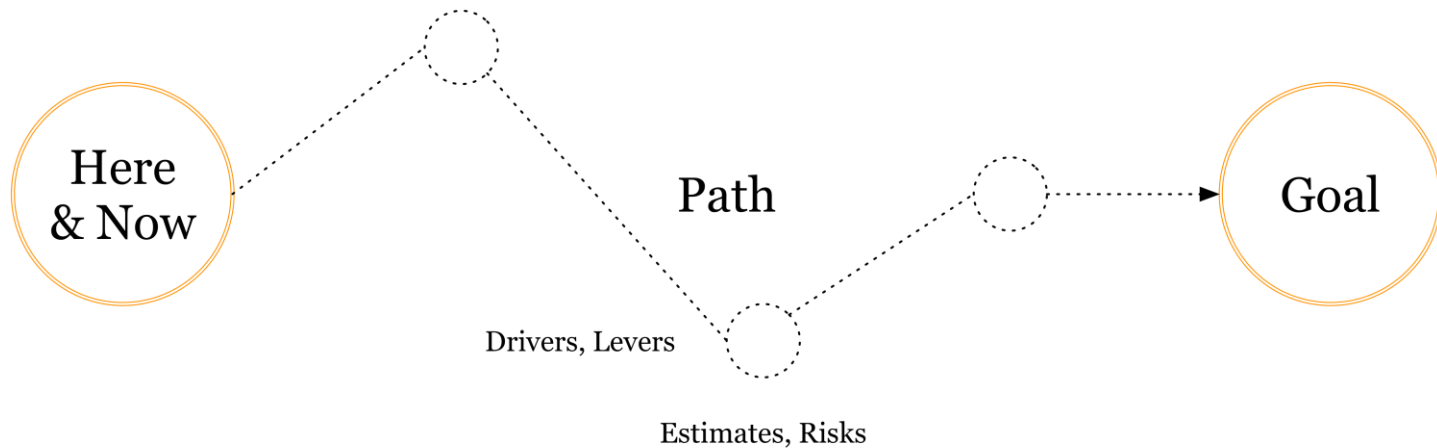 Here
& Now
Path
Goal
Drivers, Levers
Estimates, Risks